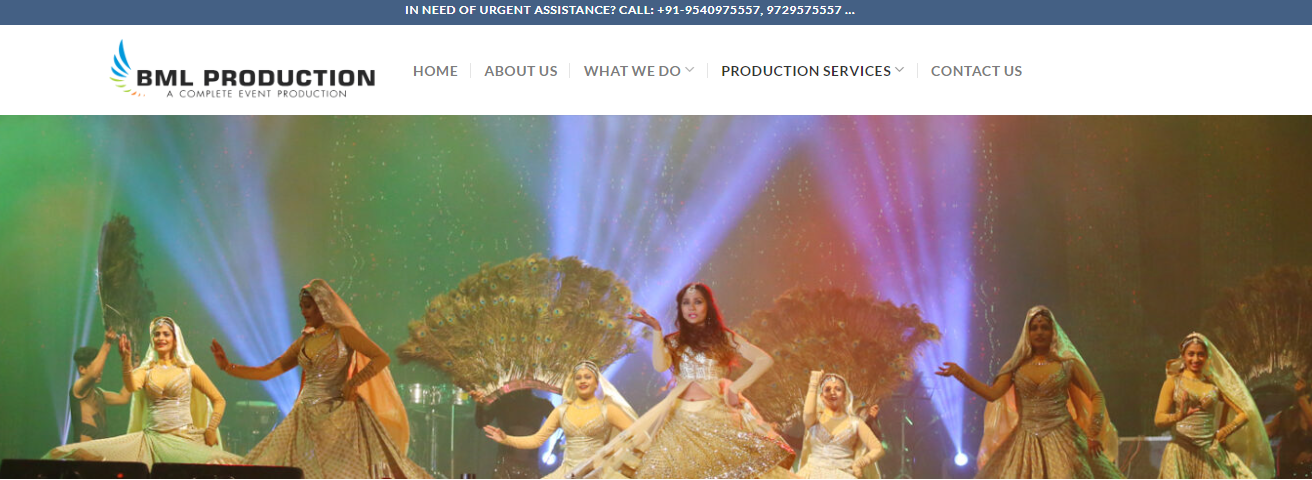 IN NEED OF URGENT ASSISTANCE? CALL: +91-9540975557, 9729575557 ...
BML PRODUCTION
A COMPLETE EVENT PRODUCTION
HOME
ABOUT US
WHAT WE DO
PRODUCTION SERVICES
CONTACT US